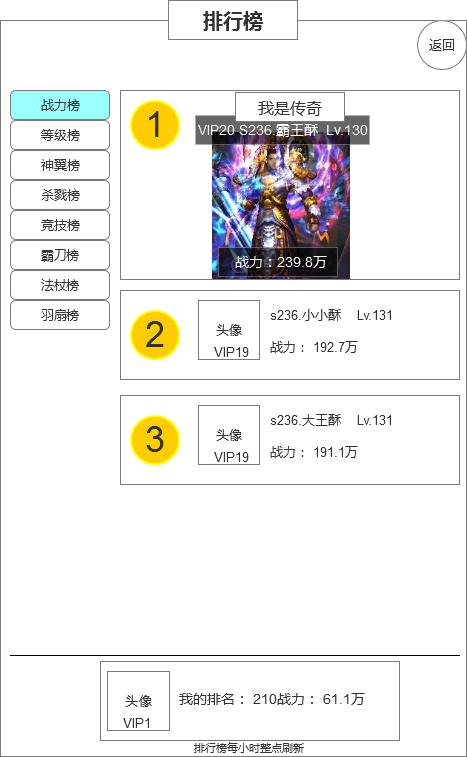 排行榜
返回
战力榜
等级榜
神翼榜
杀戮榜
竞技榜
霸刀榜
法杖榜
羽扇榜
1
我是传奇
VIP20 S236.霸王酥 Lv.130
战力：239.8万
2
头像
VIP19
s236.小小酥 Lv.131
战力： 192.7万
3
头像
VIP19
s236.大王酥 Lv.131
战力： 191.1万
头像
VIP1
我的排名： 210战力： 61.1万
排行榜每小时整点刷新